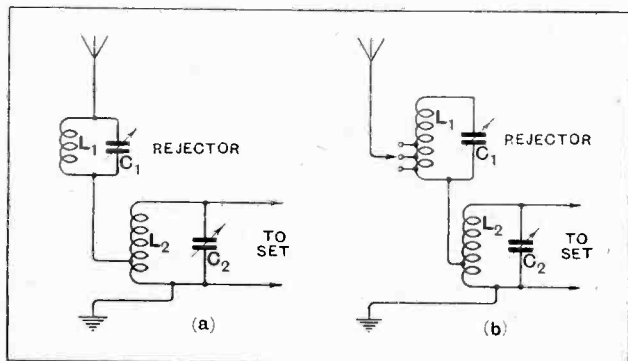 L1
C1
REJECTOR
L2
C2
TO
SET
(a)
L1
C1
REJECTOR
L2
C2
TO
SET
(b)